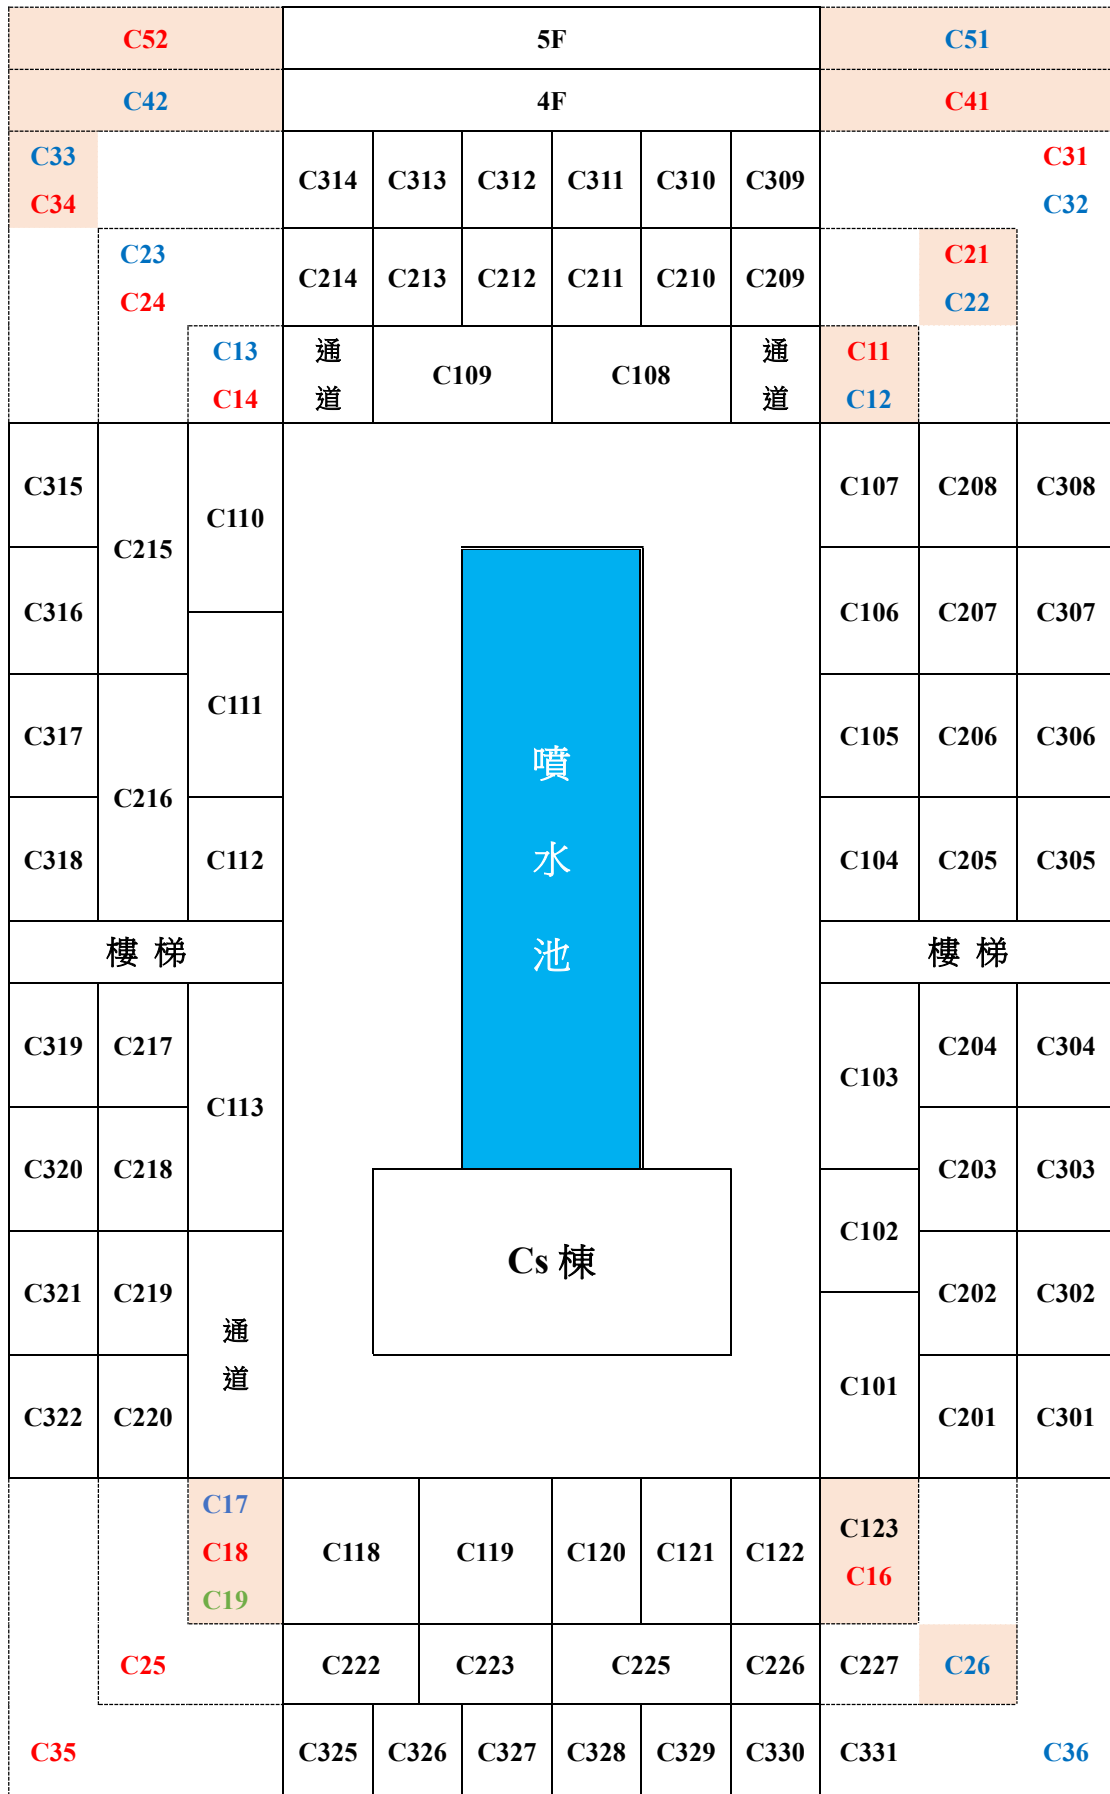 C52 5F C51
C42 4F C41
C33 C31
C34 C314 C313 C312 C311 C310 C309 C32
C23 C21
C24 C214 C213 C212 C211 C210 C209 C22
C13 通 通 C11
C14 道 C109 C108 道 C12
C315 C107 C208 C308
C110
C215
C316 C106 C207 C307
C111
C317 C105 C206 C306
噴
C216
C318 C112 水 C104 C205 C305
樓 梯 池 樓 梯
C319 C217 C204 C304
C103
C113
C320 C218 C203 C303
C102
Cs 棟
C321 C219 C202 C302
通
道
C101
C322 C220 C201 C301
C17
C123
C18 C118 C119 C120 C121 C122
C16
C19
C25 C222 C223 C225 C226 C227 C26
C35 C325 C326 C327 C328 C329 C330 C331 C36